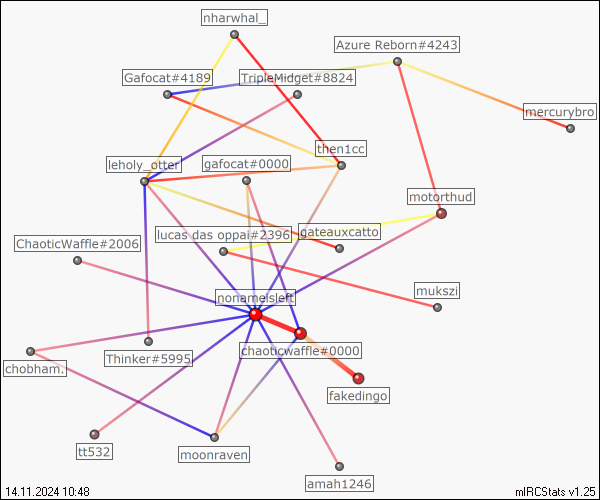 nharwhal_
Azure Reborn#4243
Gafocat#4189
TripleMidget#8824
mercurybro
then1cc
leholy_otter
gafocat#0000
motorthud
lucas das oppai#2396
gateauxcatto
ChaoticWaffle#2006
mukszi
nonameisleft
chaoticwaffle#0000
Thinker#5995
chobham.
fakedingo
tt532
moonraven
amah1246
14.11.2024 10:48
mIRCStats v1.25